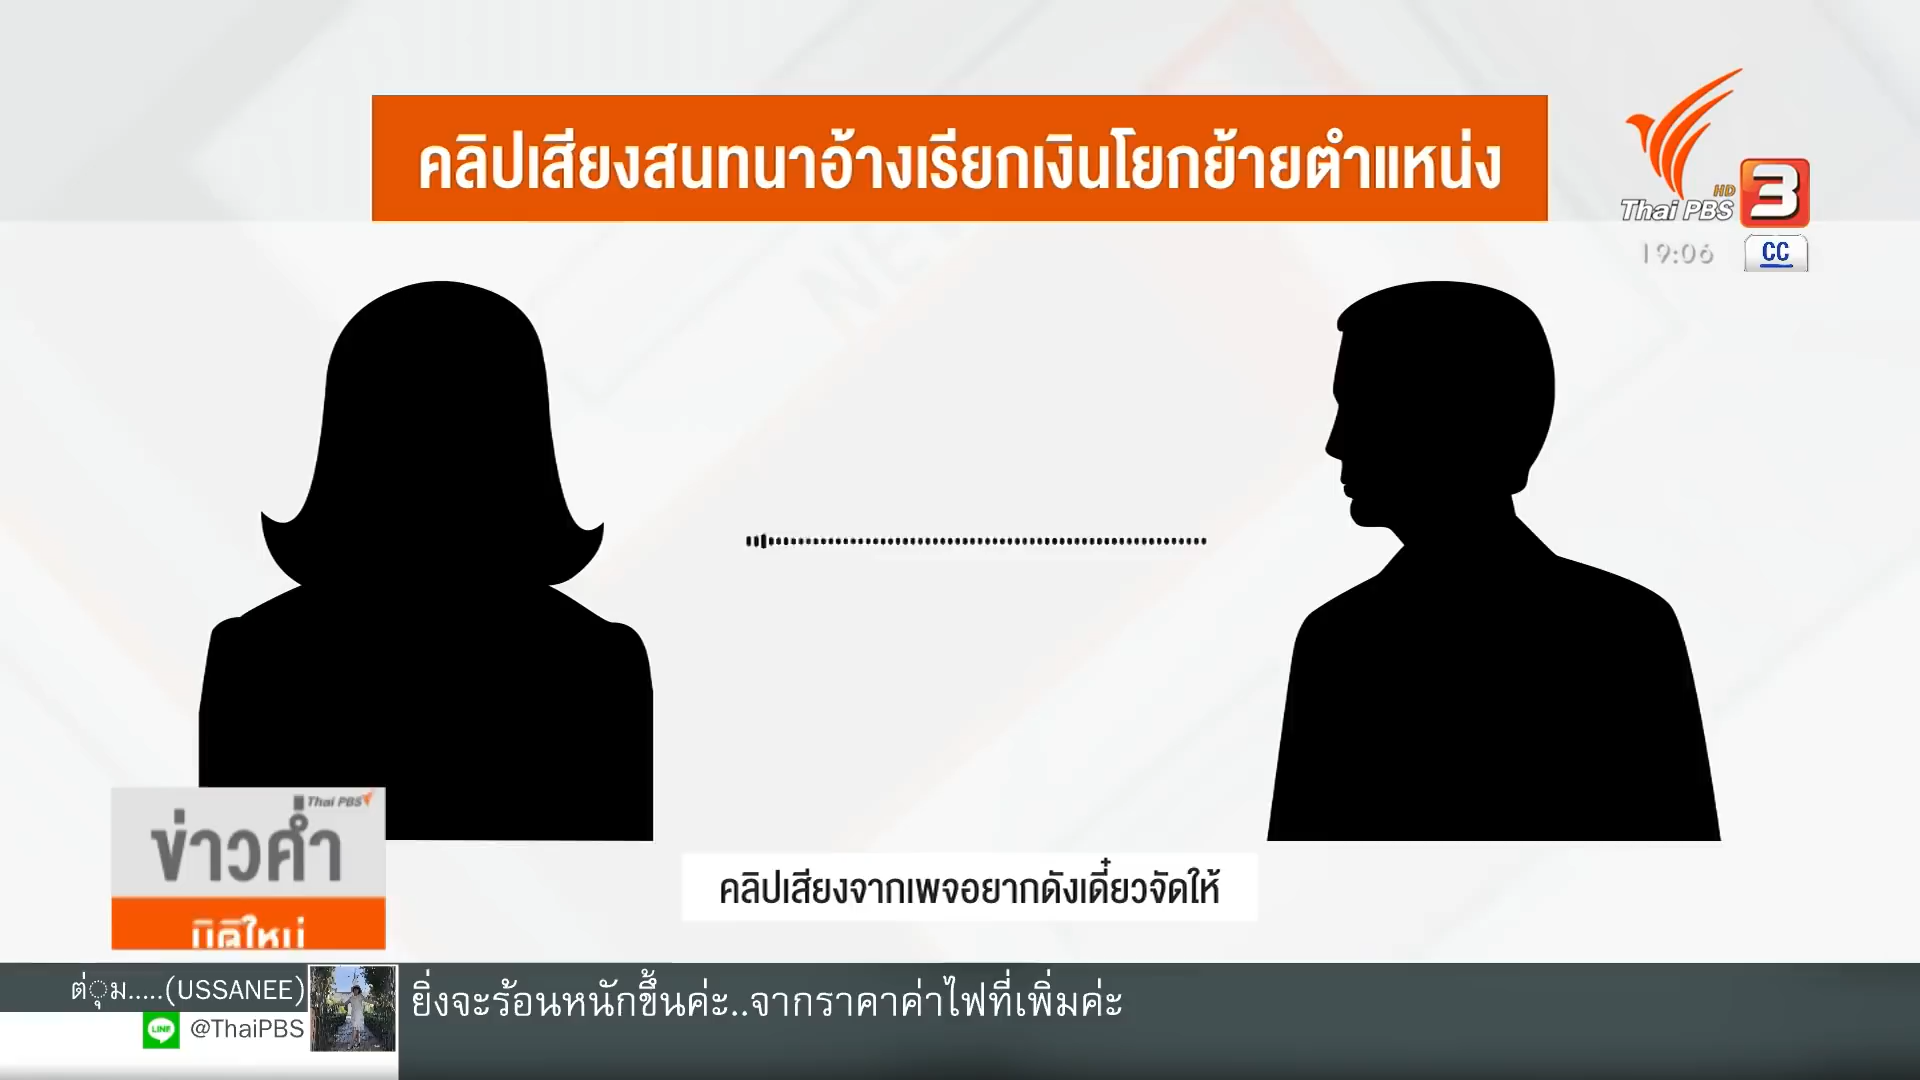 คลิปเสียงสนทนาอ้างเรียกเงินโยกย้ายตำแหน่ง
HD
Thai PBS 3
19:06 CC
Thai PBS
ข่าวค่ำ
มิติใหม่
คลิปเสียงจากเพจอยากดังเดี๋ยวจัดให้
ตุ่ม.....(USSANEE)
LINE @ThaiPBS
ยิ่งจะร้อนหนักขึ้นค่ะ..จากราคาค่าไฟที่เพิ่มค่ะ